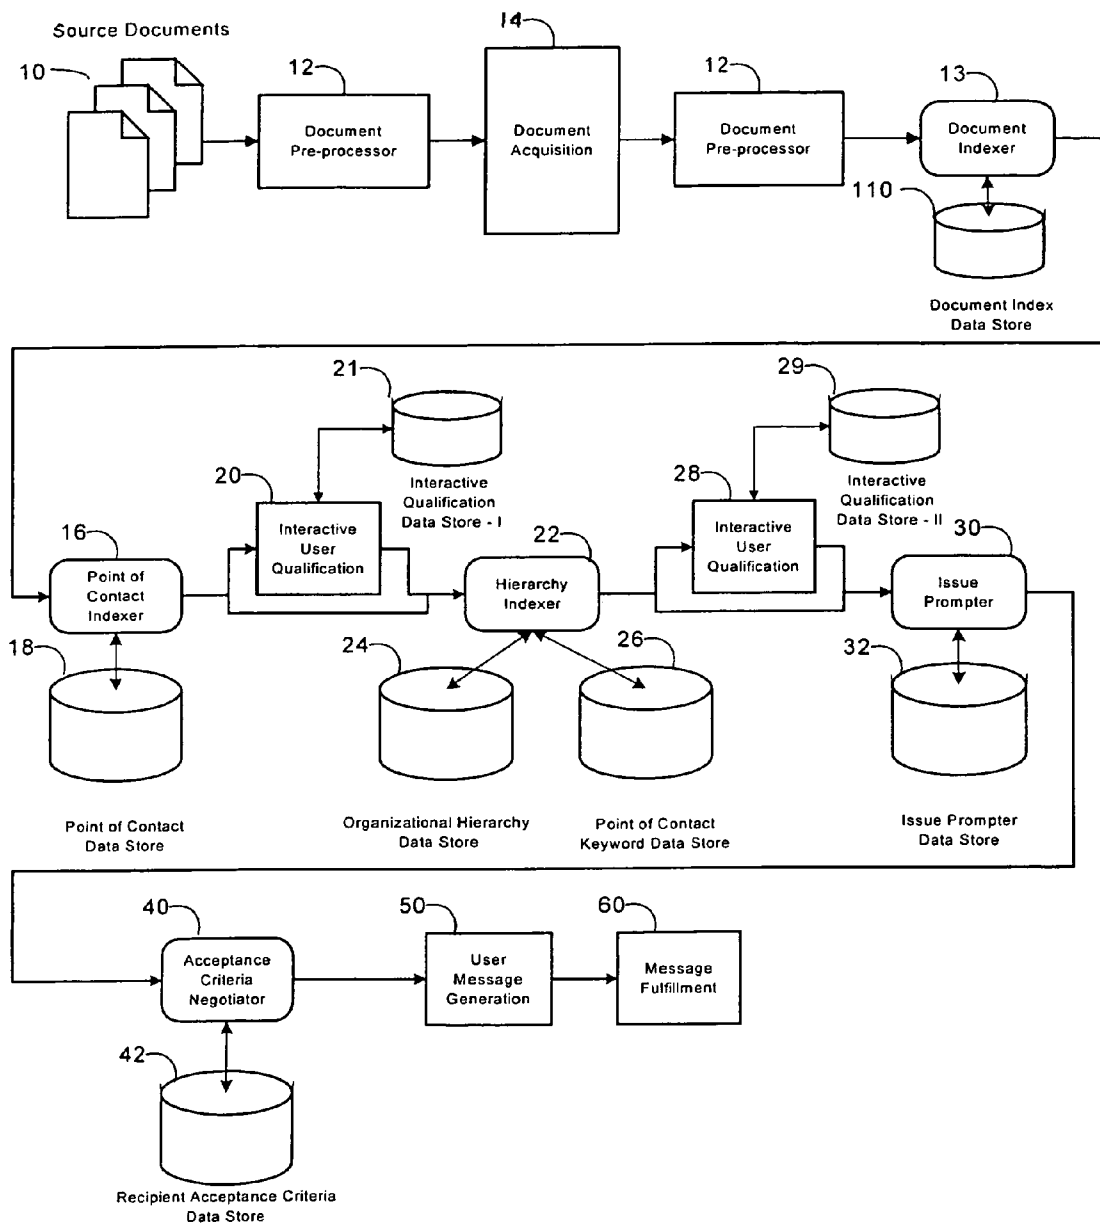 Source Documents
10
12
14
12
13
Document
Pre-processor
Document
Acquisition
Document
Pre-processor
Document
Indexer
110
Document Index
Data Store
21
29
Interactive
Qualification
Data Store - I
Interactive
Qualification
Data Store - II
20
28
Interactive
User
Qualification
Interactive
User
Qualification
16
22
30
Point of
Contact
Indexer
Hierarchy
Indexer
Issue
Prompter
18
24
26
32
Point of Contact
Data Store
Organizational Hierarchy
Data Store
Point of Contact
Keyword Data Store
Issue Prompter
Data Store
40
50
60
Acceptance
Criteria
Negotiator
User
Message
Generation
Message
Fulfillment
42
Recipient Acceptance Criteria
Data Store